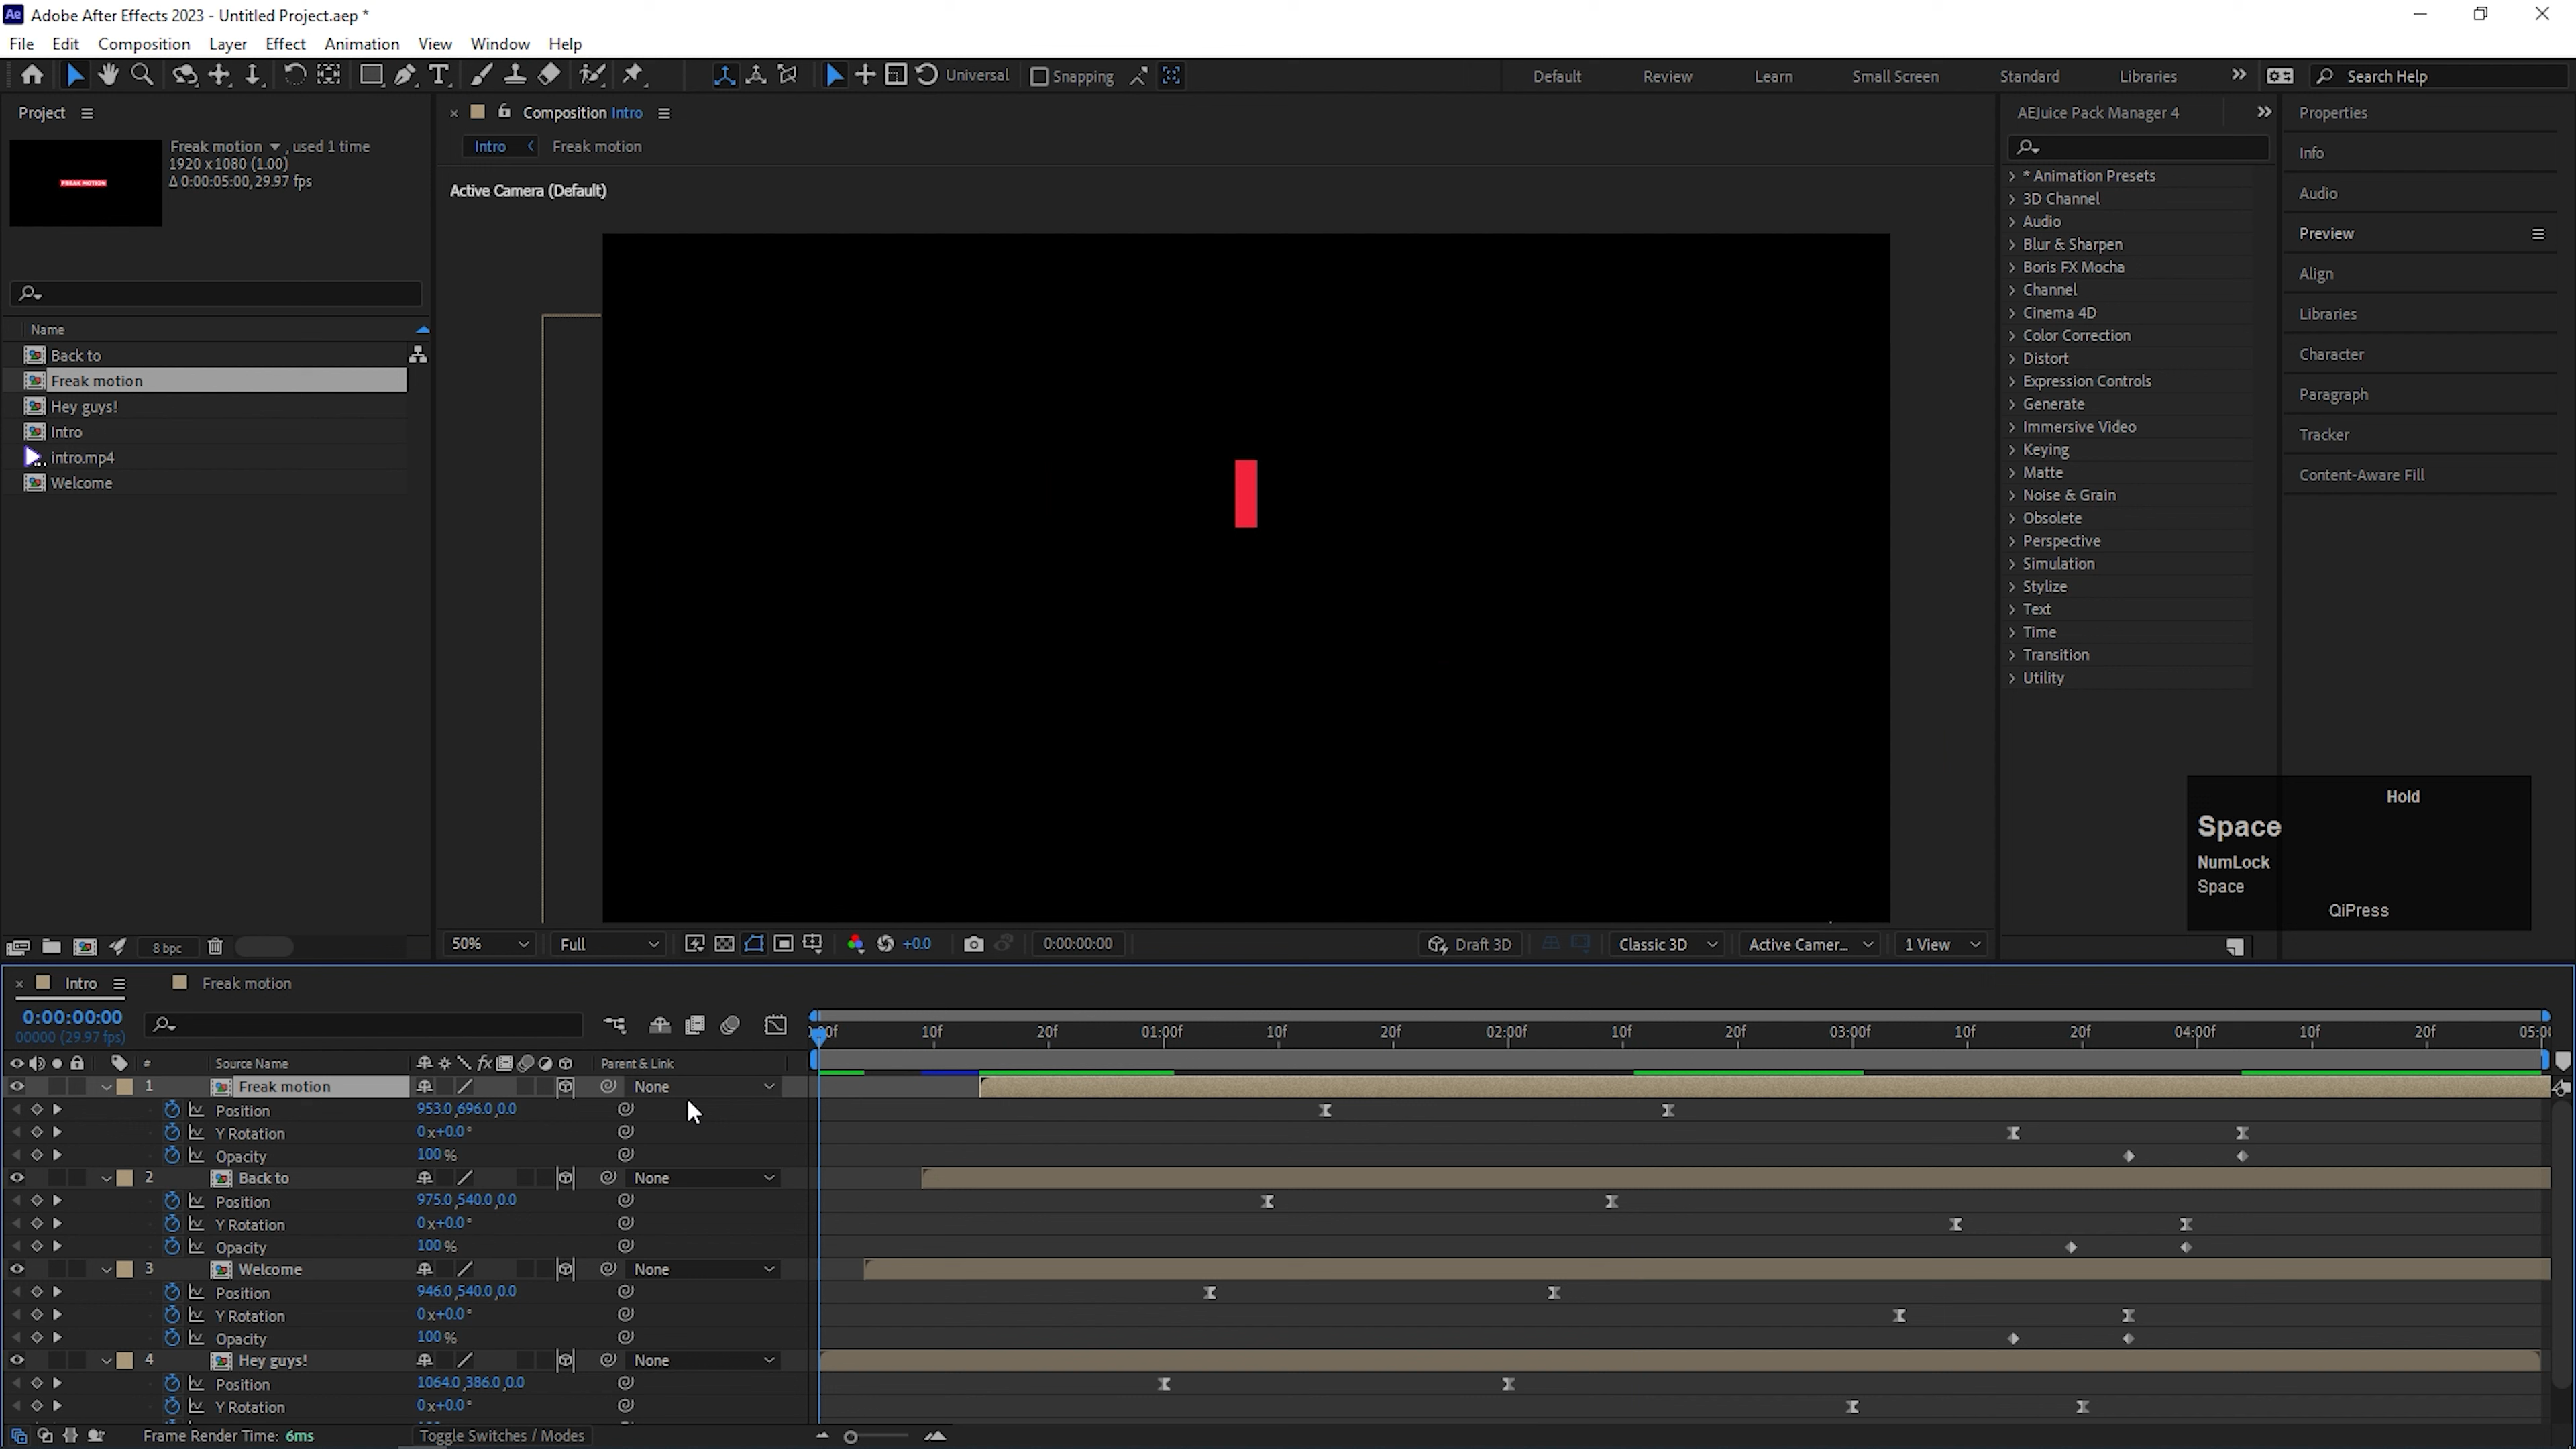 Ae Adobe After Effects 2023 - Untitled Project.aep *
File Edit Composition Layer Effect Animation View Window Help
Universal Snapping Default Review Learn Small Screen Standard Libraries Search Help
Project
Freak motion , used 1 time
1920 x 1080 (1.00)
Δ 0:00:05:00, 29.97 fps
FREAK MOTION
Name
Back to
Freak motion
Hey guys!
Intro
intro.mp4
Welcome
8 bpc
Composition Intro
Intro Freak motion
Active Camera (Default)
50% Full +0.0 0:00:00:00 Draft 3D Classic 3D Active Camer... 1 View
AEJuice Pack Manager 4
* Animation Presets
3D Channel
Audio
Blur & Sharpen
Boris FX Mocha
Channel
Cinema 4D
Color Correction
Distort
Expression Controls
Generate
Immersive Video
Keying
Matte
Noise & Grain
Obsolete
Perspective
Simulation
Stylize
Text
Time
Transition
Utility
Properties
Info
Audio
Preview
Align
Libraries
Character
Paragraph
Tracker
Content-Aware Fill
Hold
Space
NumLock
Space
QiPress
Intro Freak motion
0:00:00:00
00000 (29.97 fps)
10f 20f 01:00f 10f 20f 02:00f 10f 20f 03:00f 10f 20f 04:00f 10f 20f
# Source Name fx Parent & Link
1 Freak motion None
Position 953.0,696.0,0.0
Y Rotation 0x+0.0°
Opacity 100%
2 Back to None
Position 975.0,540.0,0.0
Y Rotation 0x+0.0°
Opacity 100%
3 Welcome None
Position 946.0,540.0,0.0
Y Rotation 0x+0.0°
Opacity 100%
4 Hey guys! None
Position 1064.0,386.0,0.0
Y Rotation 0x+0.0°
Frame Render Time: 6ms Toggle Switches / Modes